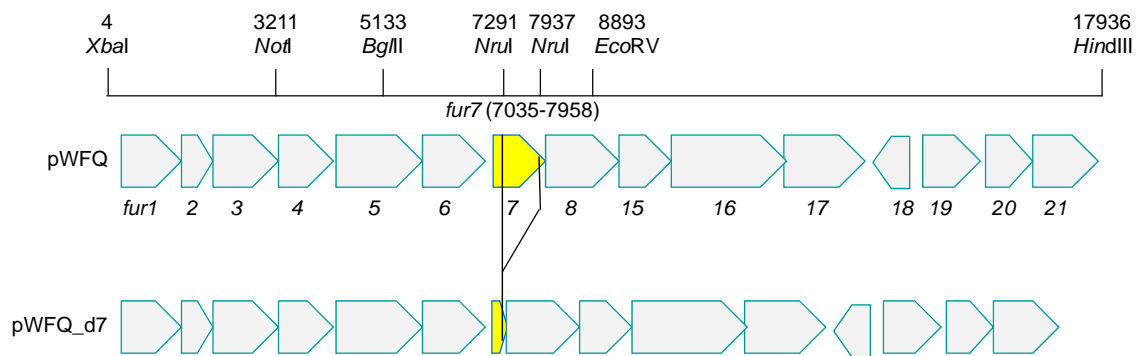 4 3211 5133 7291 7937 8893 17936
XbaI NotI BglII NruI NruI EcoRV HindIII
fur7 (7035-7958)
pWFQ
fur1 2 3 4 5 6 7 8 15 16 17 18 19 20 21
pWFQ_d7